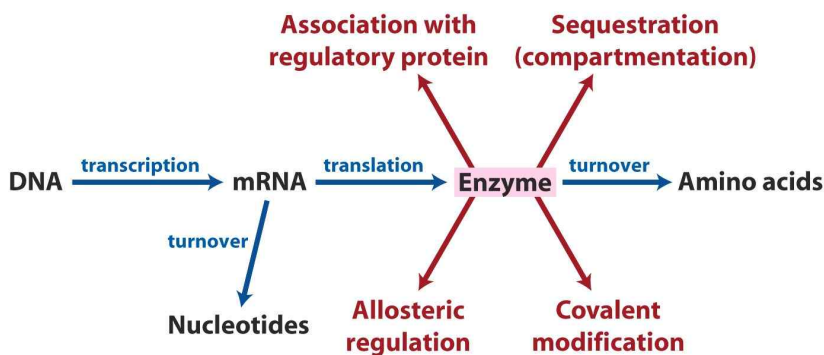 Association with
regulatory protein
Sequestration
(compartmentation)
DNA
transcription
mRNA
translation
Enzyme
turnover
Amino acids
turnover
Nucleotides
Allosteric
regulation
Covalent
modification